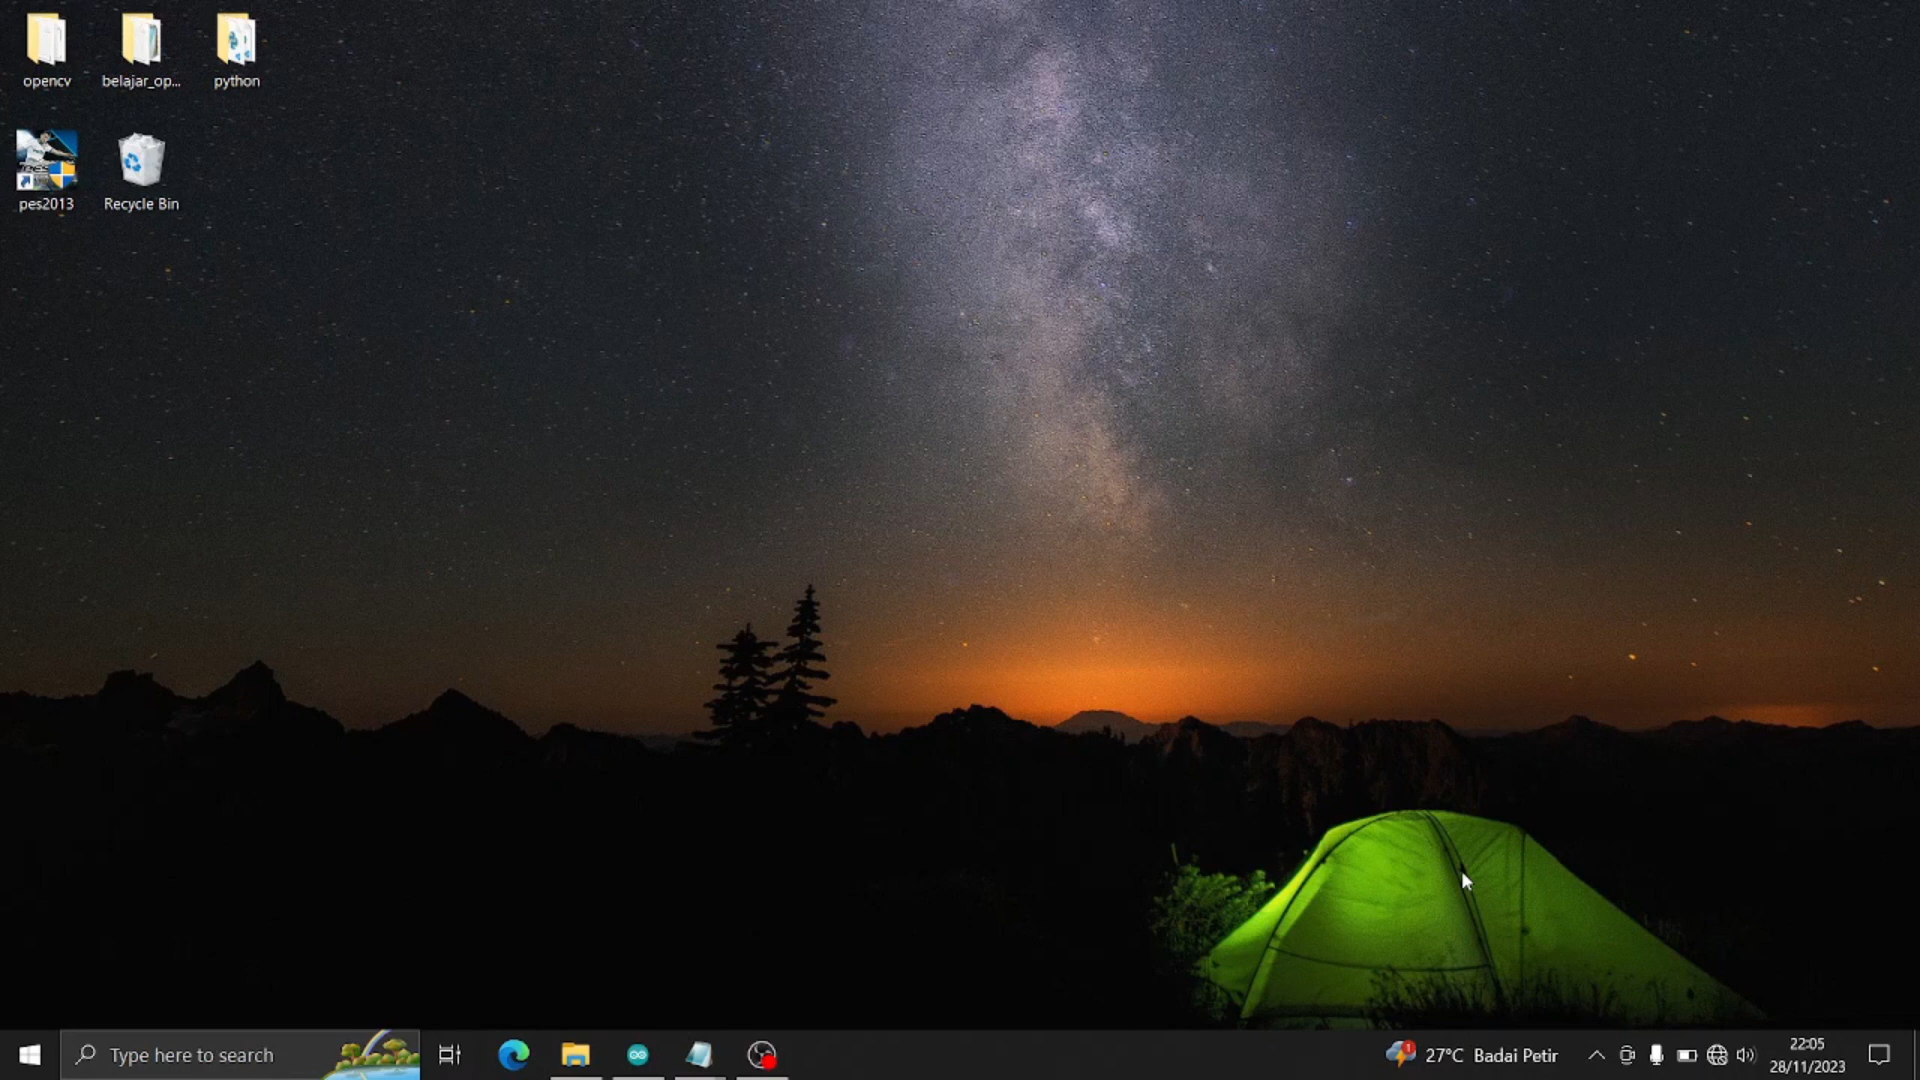 opencv
belajar_op...
python
pes2013
Recycle Bin
Type here to search
27°C Badai Petir
22:05
28/11/2023